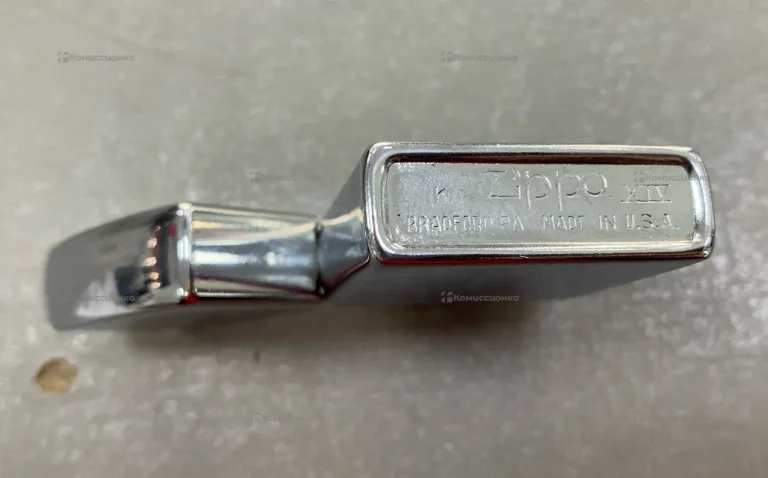 Комиссионка
Комиссионка
K Zippo XIV
BRADFORD.PA. MADE IN U.S.A.
Комиссионка